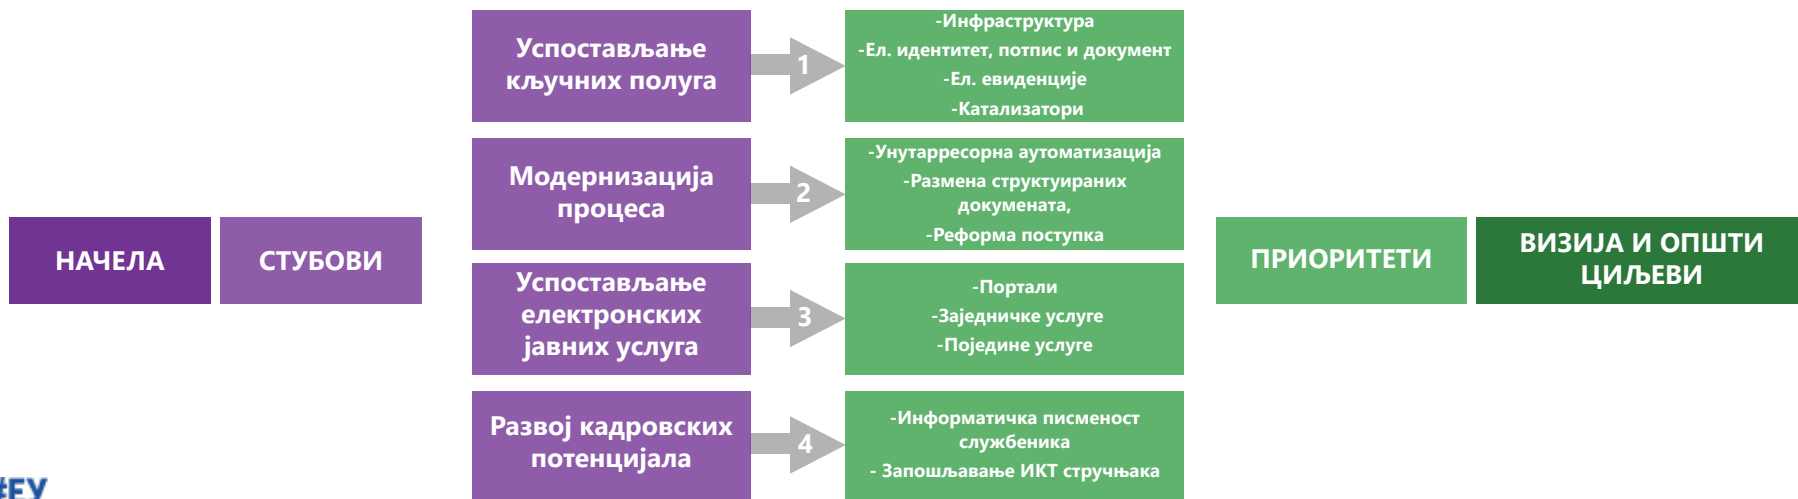 НАЧЕЛА
СТУБОВИ
Успостављање
кључних полуга
1
-Инфраструктура
-Ел. идентитет, потпис и документ
-Ел. евиденције
-Катализатори
Модернизација
процеса
2
-Унутарресорна аутоматизација
-Размена структуираних
докумената,
-Реформа поступка
Успостављање
електронских
јавних услуга
3
-Портали
-Заједничке услуге
-Поједине услуге
Развој кадровских
потенцијала
4
-Информатичка писменост
службеника
- Запошљавање ИКТ стручњака
ПРИОРИТЕТИ
ВИЗИЈА И ОПШТИ
ЦИЉЕВИ
#ЕУ